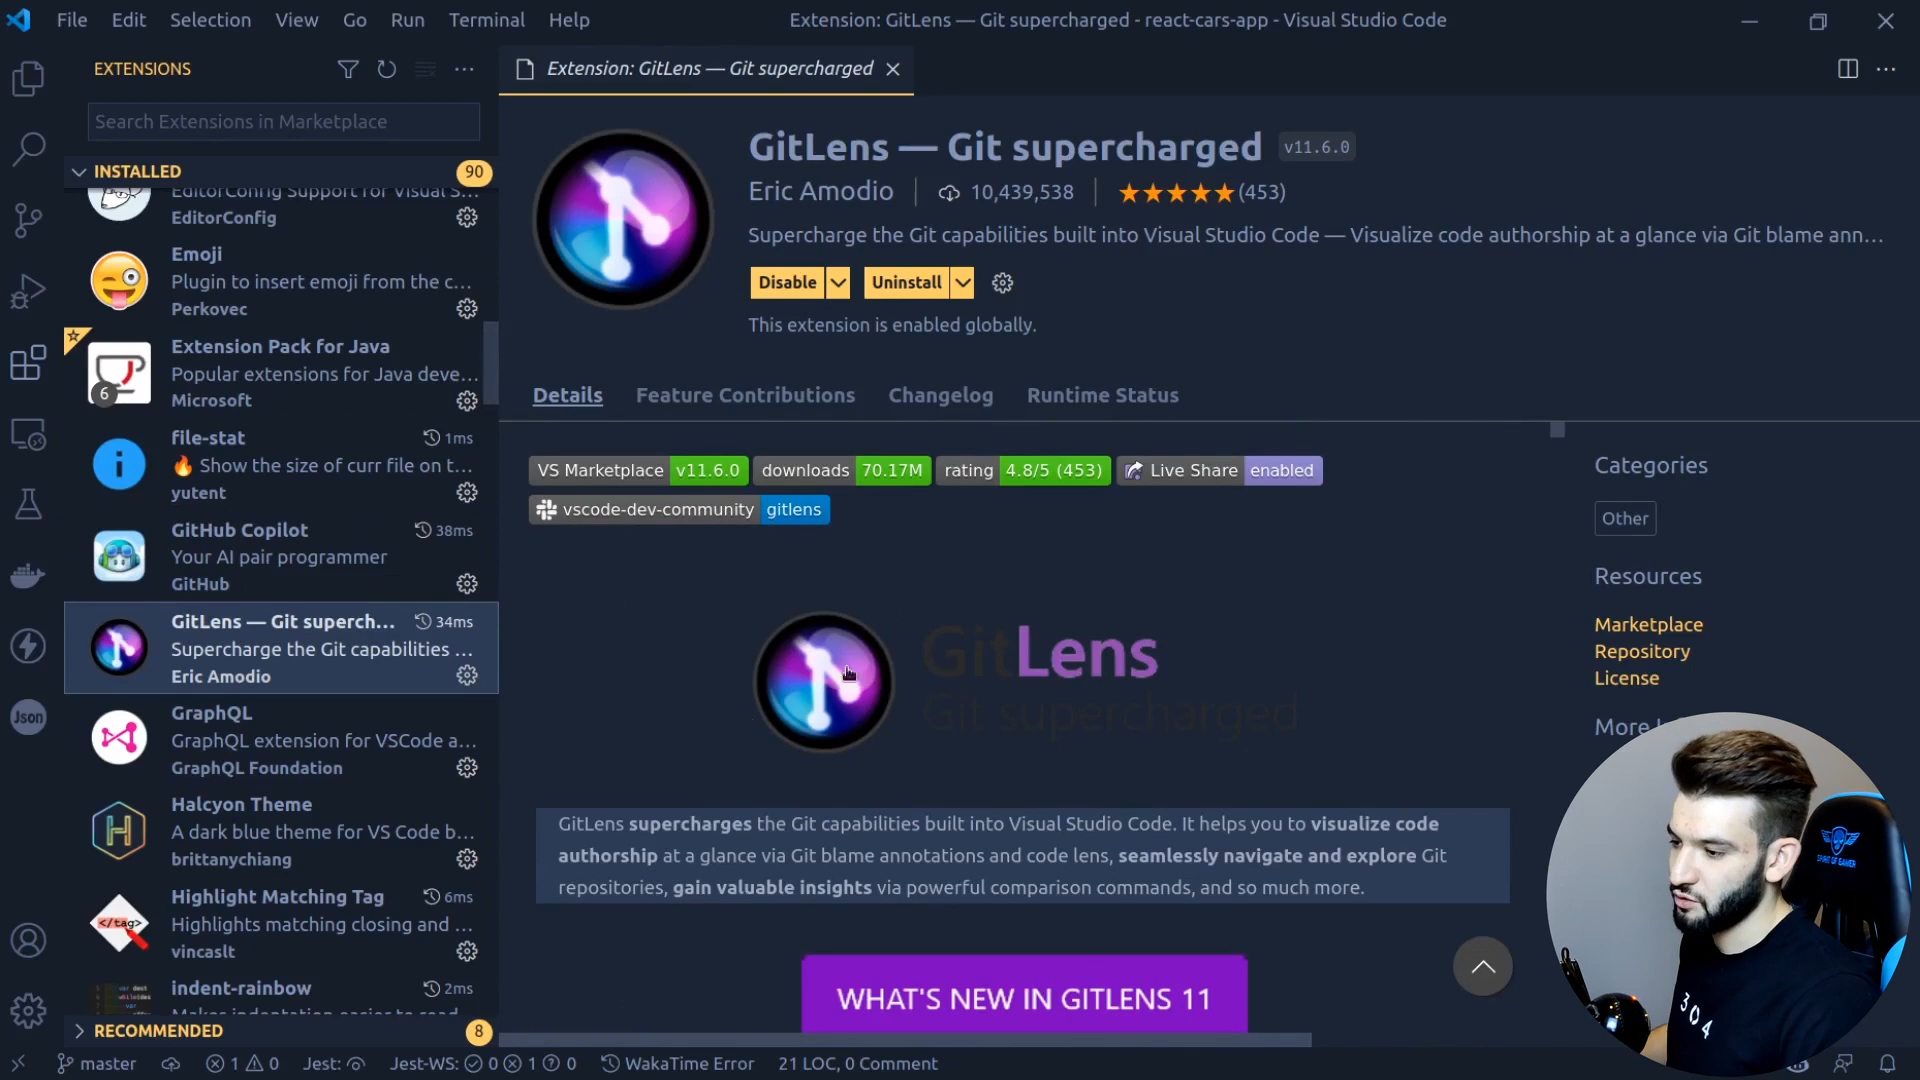 File Edit Selection View Go Run Terminal Help
Extension: GitLens — Git supercharged - react-cars-app - Visual Studio Code
EXTENSIONS
Search Extensions in Marketplace
INSTALLED 90
EditorConfig Support for Visual S...
EditorConfig
Emoji
Plugin to insert emoji from the c...
Perkovec
Extension Pack for Java
Popular extensions for Java deve...
6
Microsoft
file-stat 1ms
🔥 Show the size of curr file on t...
yutent
GitHub Copilot 38ms
Your AI pair programmer
GitHub
GitLens — Git superch... 34ms
Supercharge the Git capabilities ...
Eric Amodio
GraphQL
GraphQL extension for VSCode a...
GraphQL Foundation
Halcyon Theme
A dark blue theme for VS Code b...
brittanychiang
Highlight Matching Tag 6ms
Highlights matching closing and ...
</tag>
vincaslt
indent-rainbow 2ms
RECOMMENDED 8
Json
Extension: GitLens — Git supercharged
GitLens — Git supercharged v11.6.0
Eric Amodio 10,439,538 ★★★★★(453)
Supercharge the Git capabilities built into Visual Studio Code — Visualize code authorship at a glance via Git blame ann...
Disable Uninstall
This extension is enabled globally.
Details Feature Contributions Changelog Runtime Status
VS Marketplace v11.6.0 downloads 70.17M rating 4.8/5 (453) Live Share enabled
vscode-dev-community gitlens
GitLens
Git supercharged
GitLens supercharges the Git capabilities built into Visual Studio Code. It helps you to visualize code
authorship at a glance via Git blame annotations and code lens, seamlessly navigate and explore Git
repositories, gain valuable insights via powerful comparison commands, and so much more.
WHAT'S NEW IN GITLENS 11
Categories
Other
Resources
Marketplace
Repository
License
More
SPIRIT OF GAMER
304
master 1 0 Jest: Jest-WS: 0 1 0 WakaTime Error 21 LOC, 0 Comment